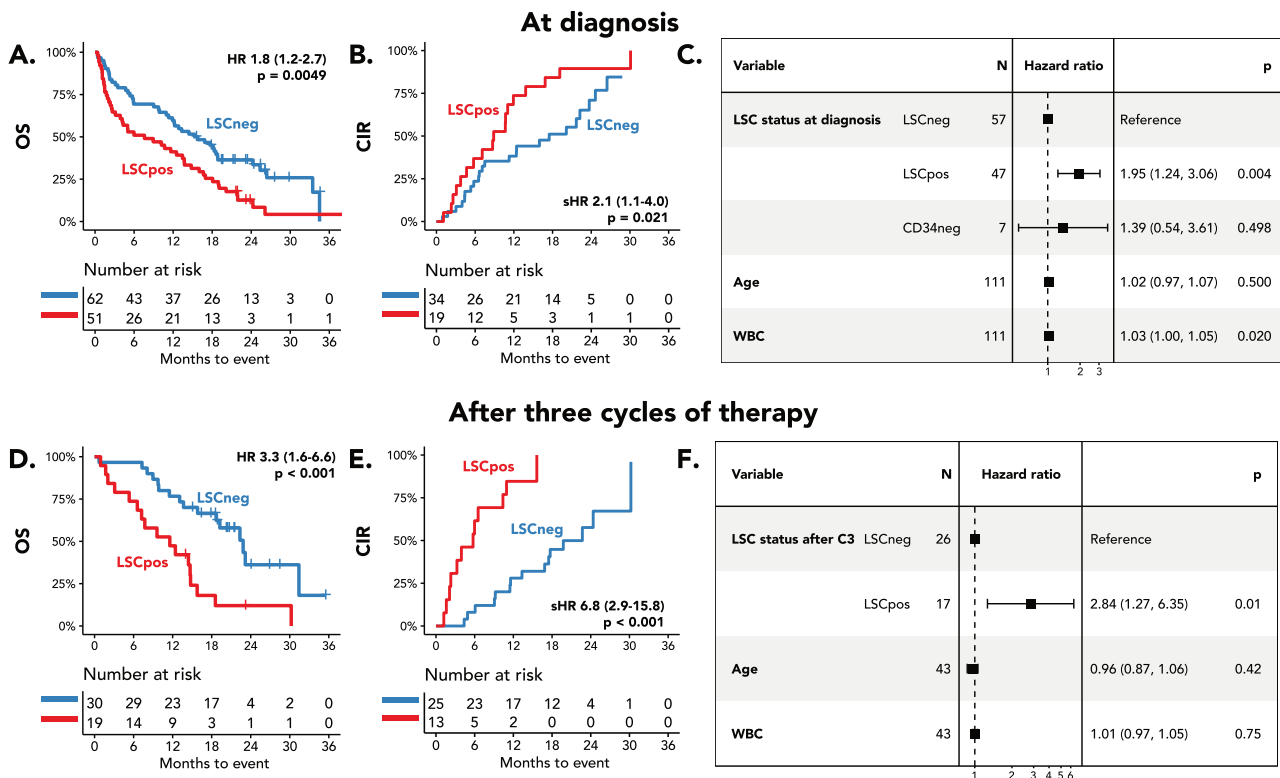 At diagnosis
A.
OS
100%
75%
50%
25%
0%
HR 1.8 (1.2-2.7)
p = 0.0049
LSCneg
LSCpos
0 6 12 18 24 30 36
Number at risk
62 43 37 26 13 3 0
51 26 21 13 3 1 1
0 6 12 18 24 30 36
Months to event
B.
CIR
100%
75%
50%
25%
0%
LSCpos
LSCneg
sHR 2.1 (1.1-4.0)
p = 0.021
0 6 12 18 24 30 36
Number at risk
34 26 21 14 5 0 0
19 12 5 3 1 1 0
0 6 12 18 24 30 36
Months to event
C.
Variable N Hazard ratio p
LSC status at diagnosis LSCneg 57 Reference
LSCpos 47 1.95 (1.24, 3.06) 0.004
CD34neg 7 1.39 (0.54, 3.61) 0.498
Age 111 1.02 (0.97, 1.07) 0.500
WBC 111 1.03 (1.00, 1.05) 0.020
1 2 3
After three cycles of therapy
D.
OS
100%
75%
50%
25%
0%
HR 3.3 (1.6-6.6)
p < 0.001
LSCneg
LSCpos
0 6 12 18 24 30 36
Number at risk
30 29 23 17 4 2 0
19 14 9 3 1 1 0
0 6 12 18 24 30 36
Months to event
E.
CIR
100%
75%
50%
25%
0%
LSCpos
LSCneg
sHR 6.8 (2.9-15.8)
p < 0.001
0 6 12 18 24 30 36
Number at risk
25 23 17 12 4 1 0
13 5 2 0 0 0 0
0 6 12 18 24 30 36
Months to event
F.
Variable N Hazard ratio p
LSC status after C3 LSCneg 26 Reference
LSCpos 17 2.84 (1.27, 6.35) 0.01
Age 43 0.96 (0.87, 1.06) 0.42
WBC 43 1.01 (0.97, 1.05) 0.75
1 2 3 4 5 6